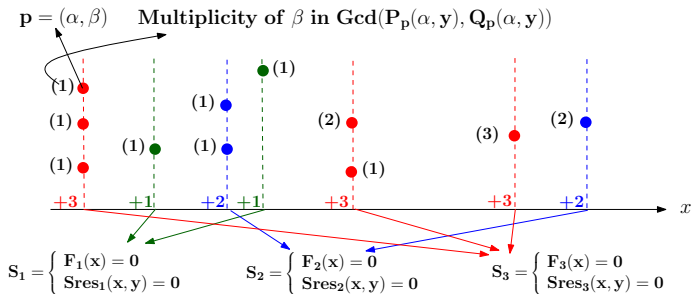 p = (α, β) Multiplicity of β in Gcd(P_p(α, y), Q_p(α, y))
(1)
(1)
(1)
(1) (2) (2)
(1) (3)
(1) (1)
(1) (1)
+3 +1 +2 +1 +3 +3 +2 x
S_1 = { F_1(x) = 0 S_2 = { F_2(x) = 0 S_3 = { F_3(x) = 0
Sres_1(x, y) = 0 Sres_2(x, y) = 0 Sres_3(x, y) = 0